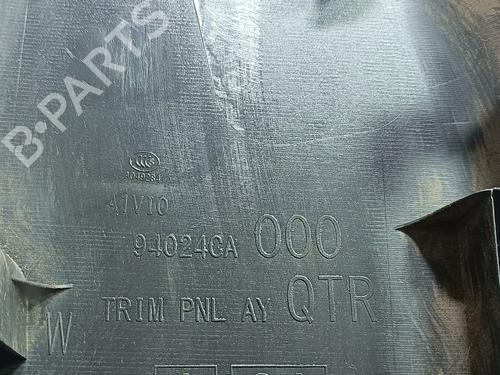 B-PARTS
A1V10
94024CA 000
TRIM PNL AY QTR
W